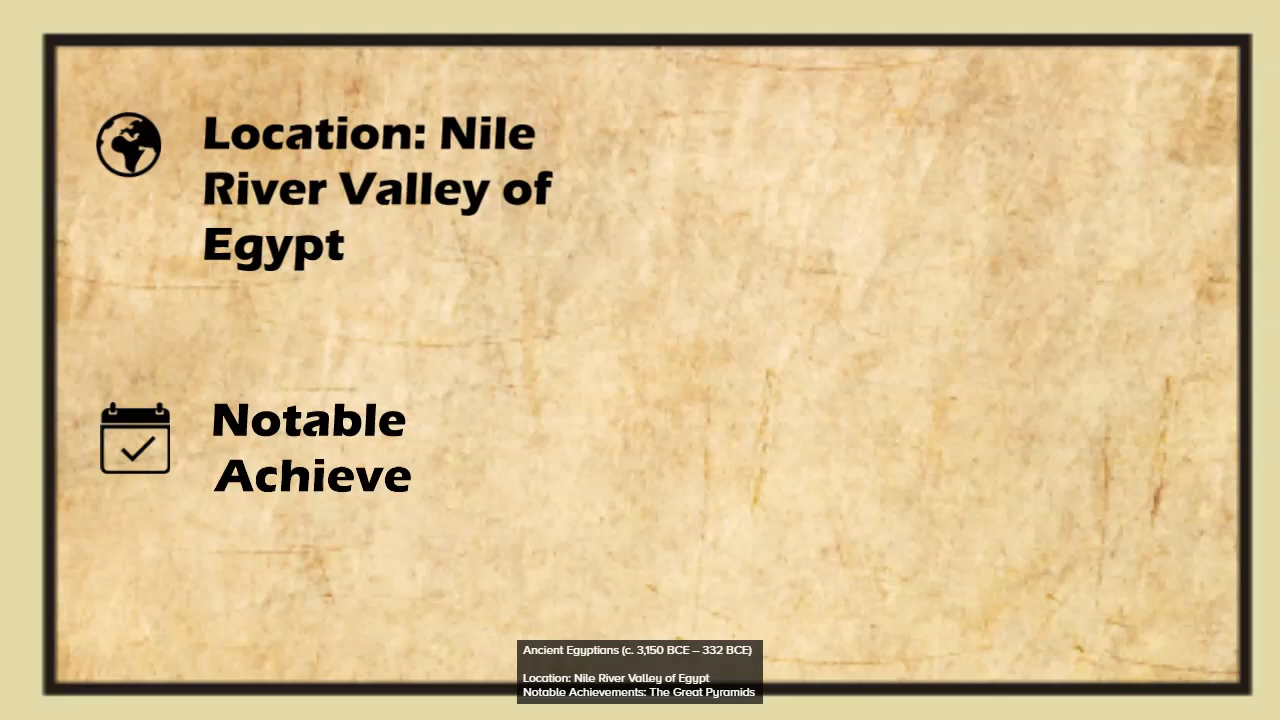 Location: Nile
River Valley of
Egypt
Notable
Achieve
Ancient Egyptians (c. 3,150 BCE – 332 BCE)
Location: Nile River Valley of Egypt
Notable Achievements: The Great Pyramids